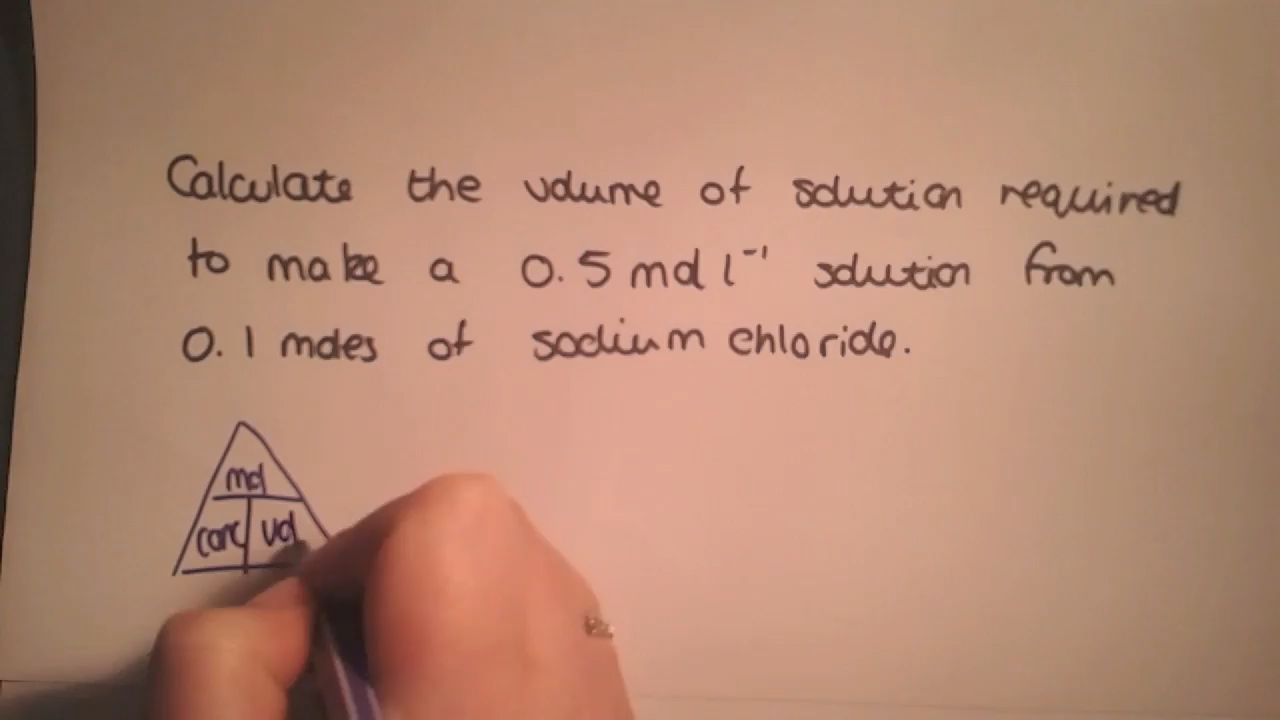 Calculate the volume of solution required
to make a 0.5 mol l⁻¹ solution from
0.1 moles of sodium chloride.
mol
conc vol